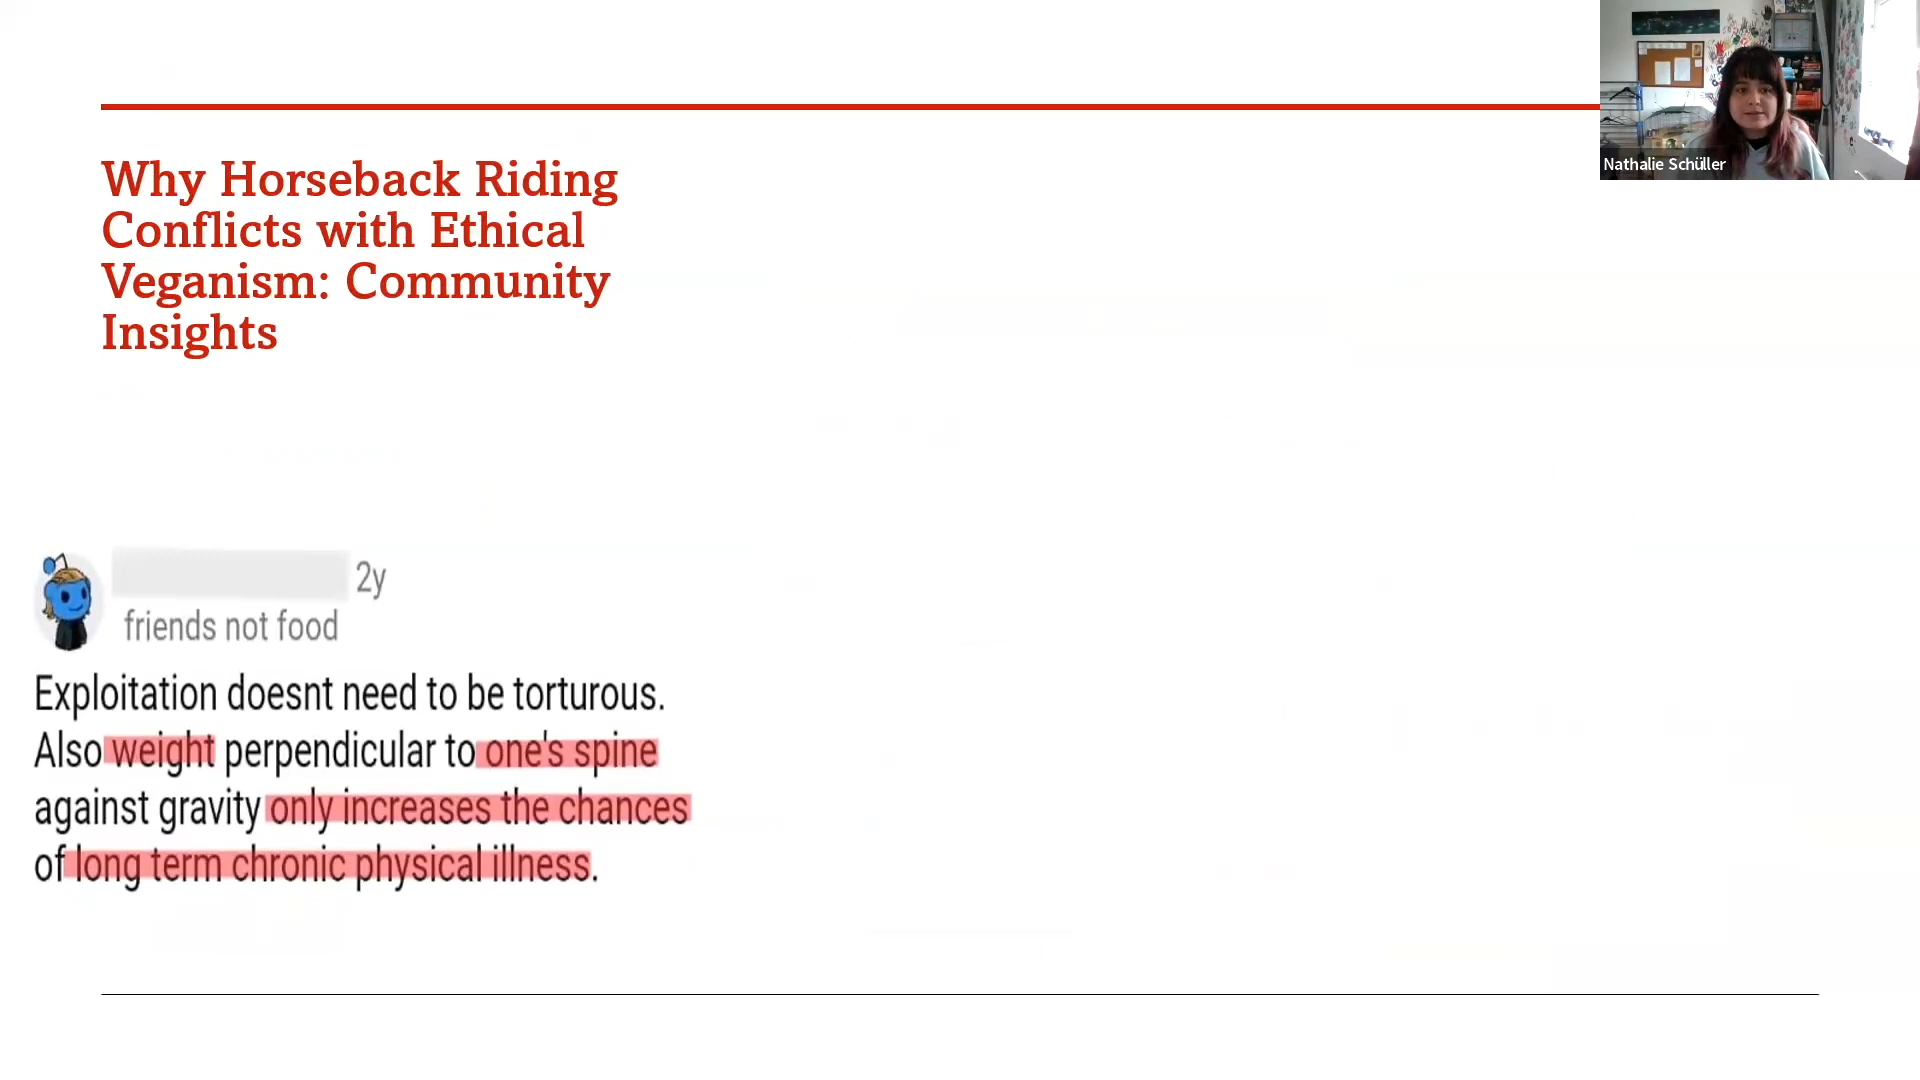 Why Horseback Riding
Conflicts with Ethical
Veganism: Community
Insights
Nathalie Schüller
2y
friends not food
Exploitation doesnt need to be torturous.
Also weight perpendicular to one's spine
against gravity only increases the chances
of long term chronic physical illness.